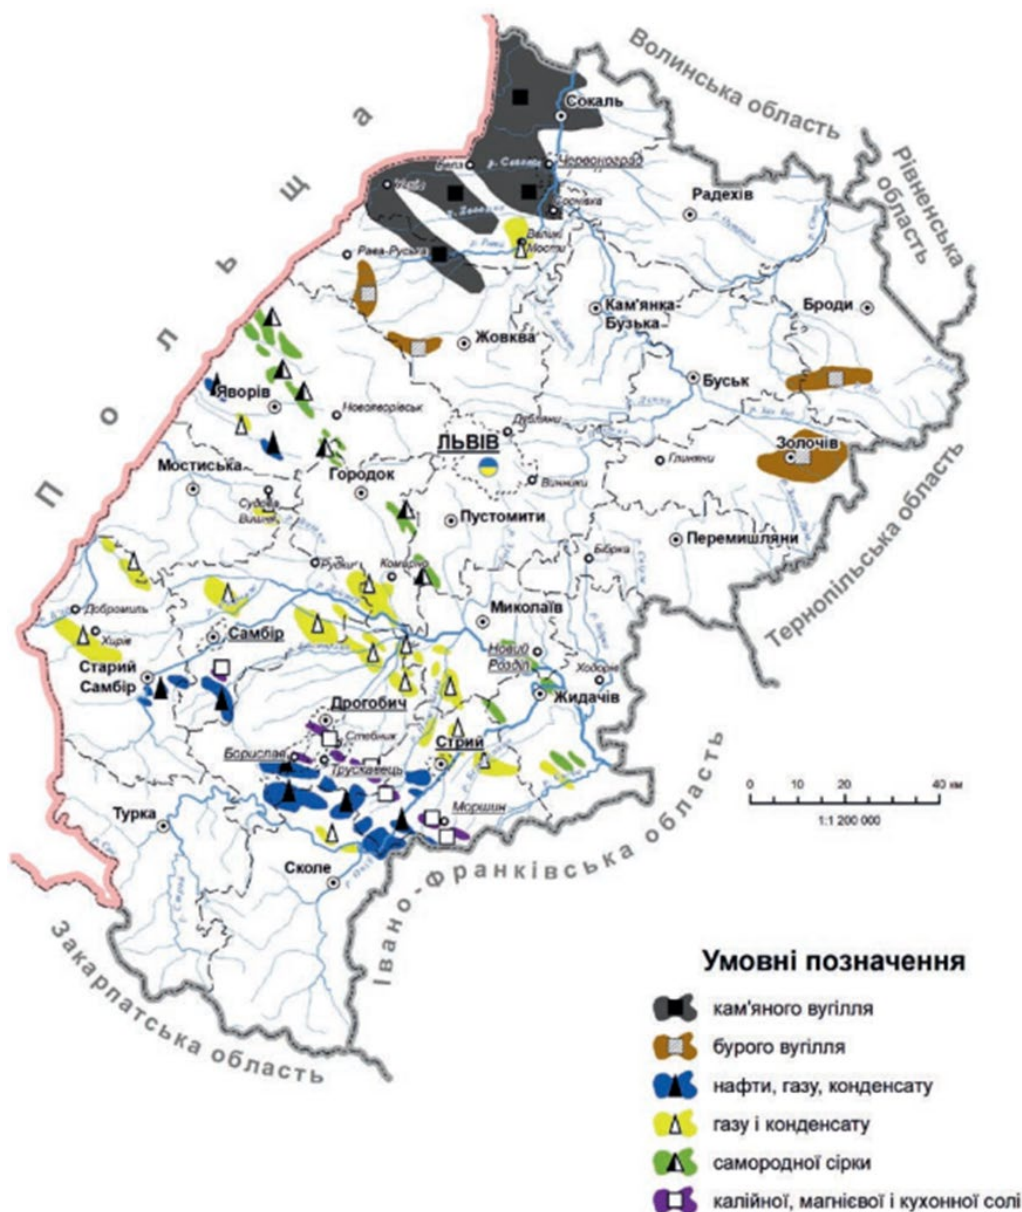 Волинська область
Рівненська
область
Польща
Сокаль
Белз
Червоноград
Угнів
Радехів
Великі
Мости
р. Рата
Рава-Руська
Кам'янка-
Бузька
Броди
Жовква
Буськ
Яворів
Новояворівськ
Дубляни
ЛЬВІВ
Золочів
Глиняни
Мостиська
Городок
Винники
Судова
Вишня
Пустомити
Перемишляни
Бібрка
Рудки
Комарно
Тернопільська область
Добромиль
Миколаїв
Хирів
Самбір
Новий
Розділ
Старий
Самбір
Ходорів
Жидачів
Дрогобич
Стебник
Стрий
Борислав
Трускавець
Моршин
Турка
Сколе
Івано-Франківська область
Закарпатська область
10 0 10 20 40 км
1:1 200 000
Умовні позначення
кам'яного вугілля
бурого вугілля
нафти, газу, конденсату
газу і конденсату
самородної сірки
калійної, магнієвої і кухонної солі